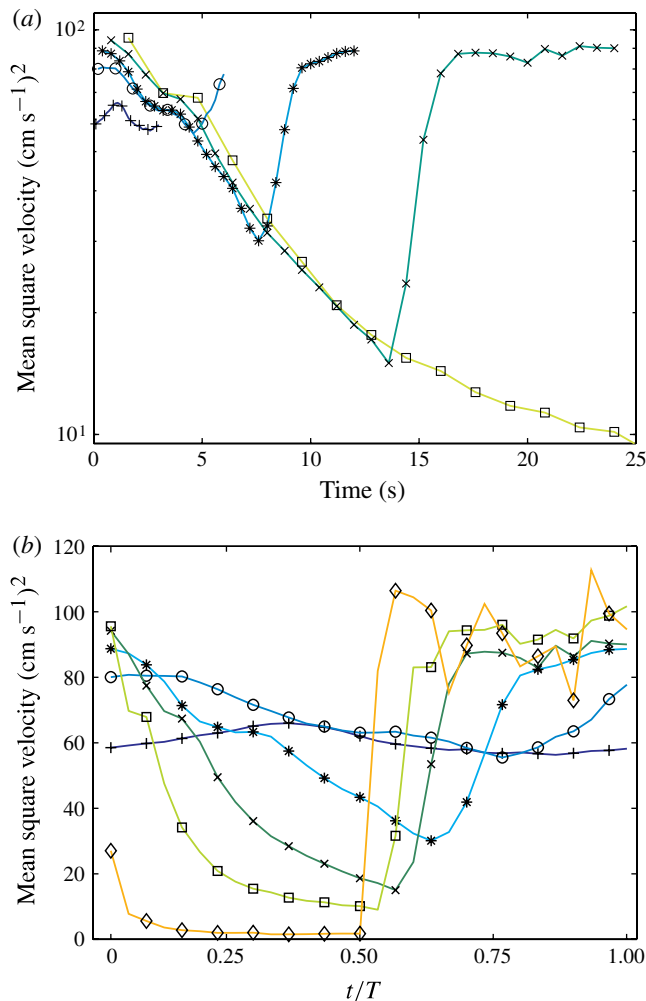 (a)
10²
10¹
Mean square velocity (cm s⁻¹)²
0 5 10 15 20 25
Time (s)
(b)
120
100
80
60
40
20
0
Mean square velocity (cm s⁻¹)²
0 0.25 0.50 0.75 1.00
t/T